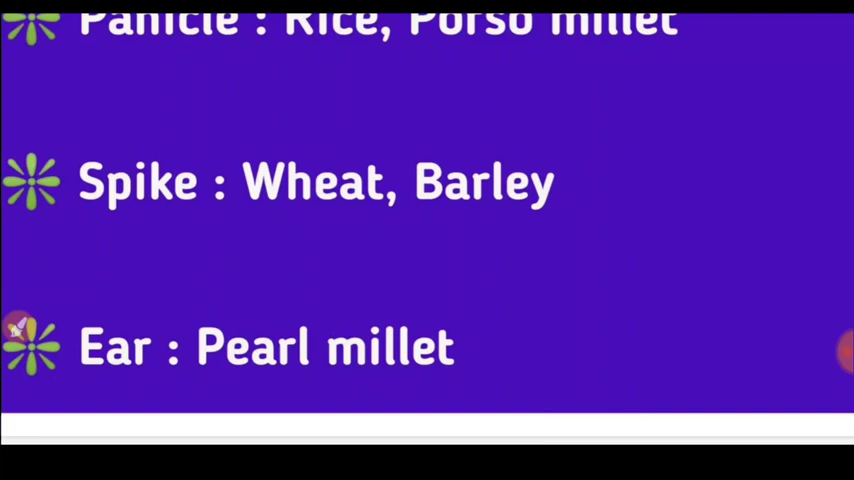 Panicle : Rice, Porso millet
Spike : Wheat, Barley
Ear : Pearl millet